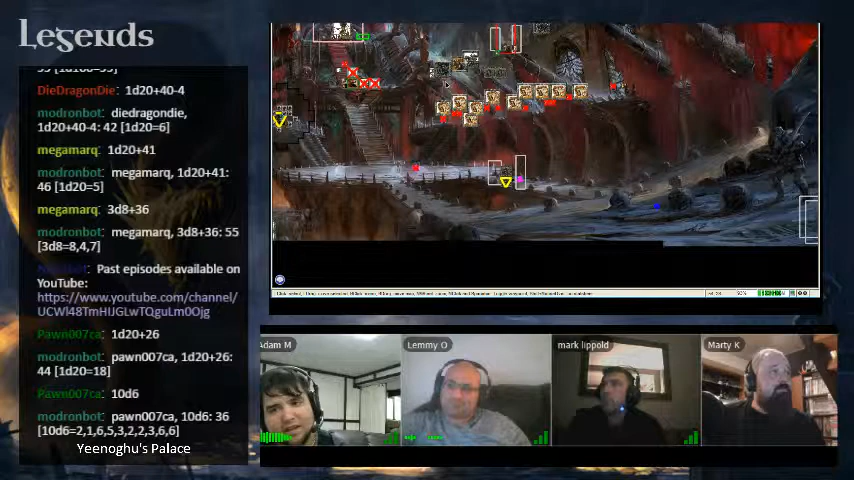 Legends
DieDragonDie: 1d20+40-4
modronbot: diedragondie,
1d20+40-4: 42 [1d20=6]
megamarq: 1d20+41
modronbot: megamarq, 1d20+41:
46 [1d20=5]
megamarq: 3d8+36
modronbot: megamarq, 3d8+36: 55
[3d8=8,4,7]
Past episodes available on
YouTube:
https://www.youtube.com/channel/
UCWl48TmHIJGLwTQguLm0Ojg
Pawn007ca: 1d20+26
modronbot: pawn007ca, 1d20+26:
44 [1d20=18]
Pawn007ca: 10d6
modronbot: pawn007ca, 10d6: 36
[10d6=2,1,6,5,3,2,2,3,6,6]
Yeenoghu's Palace
Adam M
Lemmy O
mark lippold
Marty K